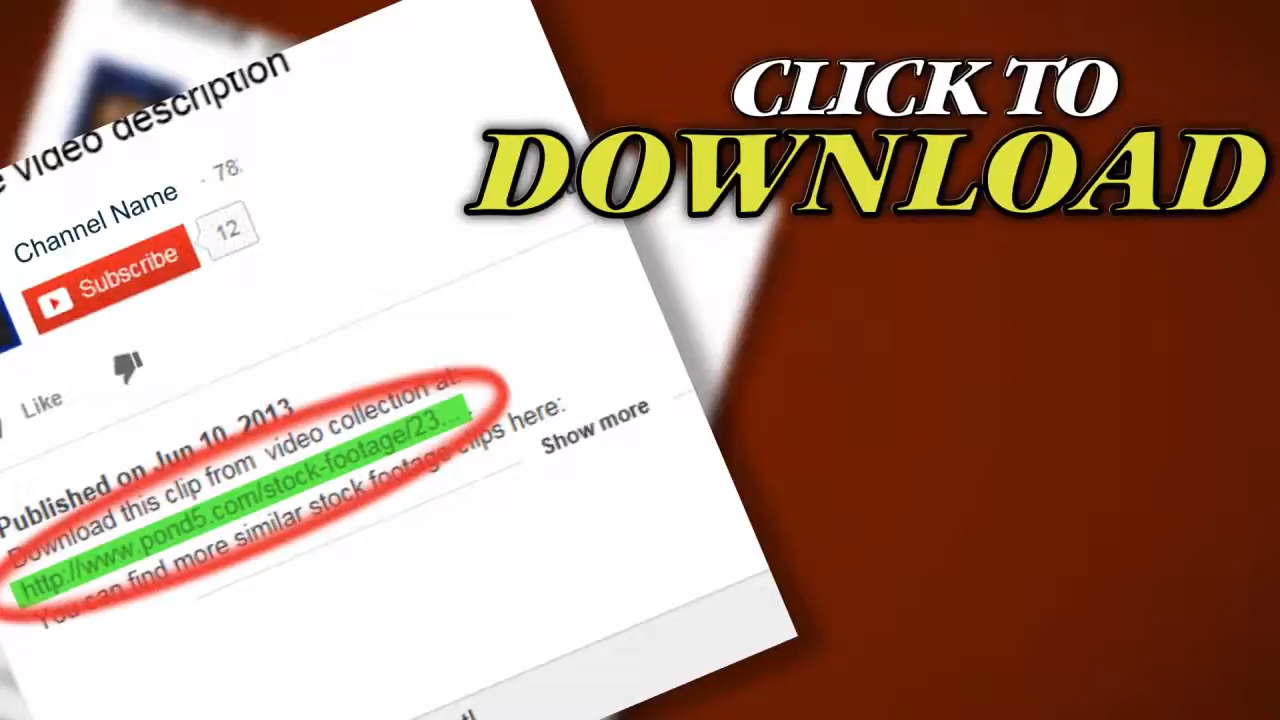 CLICK TO
DOWNLOAD
video description
Channel Name
Subscribe
12
Like
Published on Jun 10, 2013
Download this clip from video collection at:
http://www.pond5.com/stock-footage/23...
You can find more similar stock footage clips here:
Show more